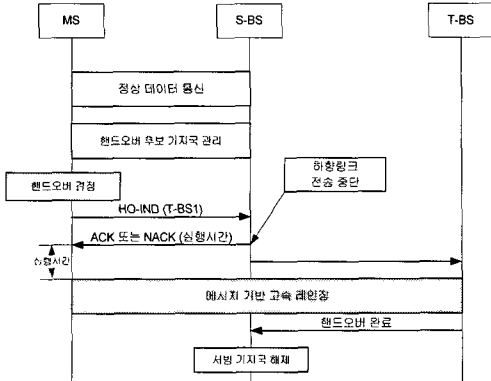 MS
S-BS
T-BS
정상 데이터 통신
핸드오버 후보 기지국 관리
하향링크
전송 중단
핸드오버 결정
HO-IND (T-BS1)
ACK 또는 NACK (실행시간)
실행시간
메시지 기반 고속 레인징
핸드오버 완료
서빙 기지국 해제